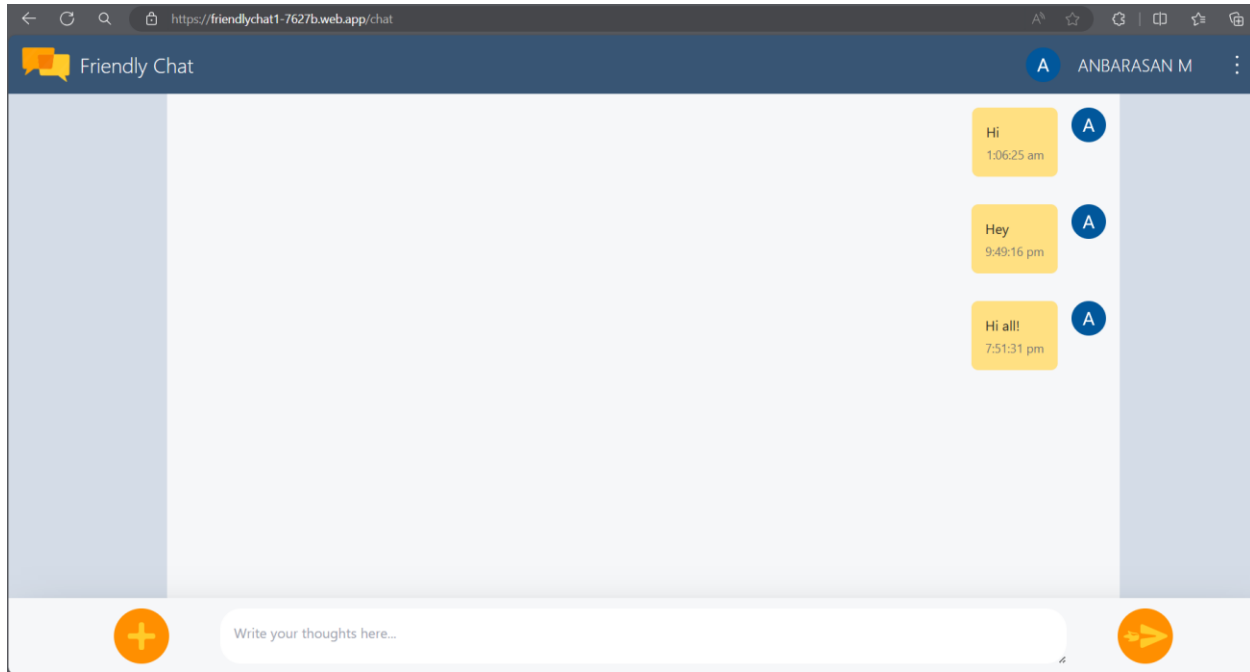 https://friendlychat1-7627b.web.app/chat
Friendly Chat
A ANBARASAN M
Hi
1:06:25 am
A
Hey
9:49:16 pm
A
Hi all!
7:51:31 pm
A
Write your thoughts here...